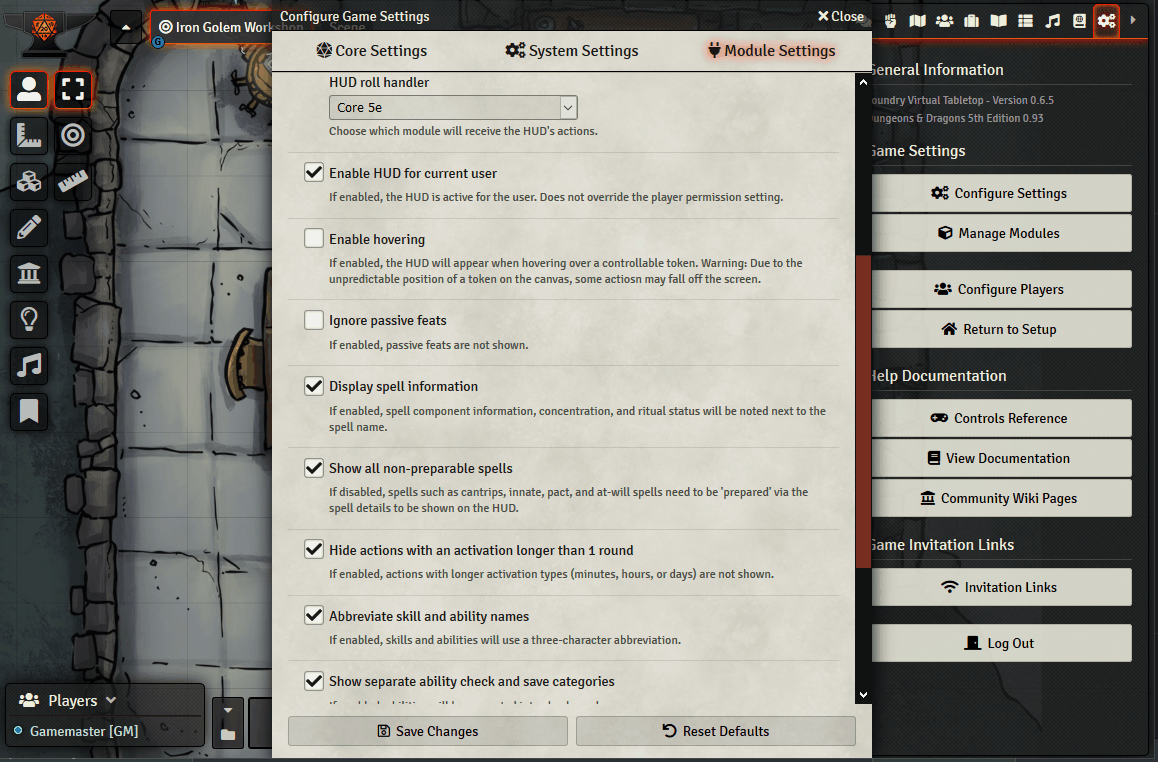 Iron Golem Workshop
Scene
Configure Game Settings
Close
Core Settings
System Settings
Module Settings
HUD roll handler
Core 5e
Choose which module will receive the HUD's actions.
Enable HUD for current user
If enabled, the HUD is active for the user. Does not override the player permission setting.
Enable hovering
If enabled, the HUD will appear when hovering over a controllable token. Warning: Due to the
unpredictable position of a token on the canvas, some actiosn may fall off the screen.
Ignore passive feats
If enabled, passive feats are not shown.
Display spell information
If enabled, spell component information, concentration, and ritual status will be noted next to the
spell name.
Show all non-preparable spells
If disabled, spells such as cantrips, innate, pact, and at-will spells need to be 'prepared' via the
spell details to be shown on the HUD.
Hide actions with an activation longer than 1 round
If enabled, actions with longer activation types (minutes, hours, or days) are not shown.
Abbreviate skill and ability names
If enabled, skills and abilities will use a three-character abbreviation.
Show separate ability check and save categories
Save Changes
Reset Defaults
General Information
Foundry Virtual Tabletop - Version 0.6.5
Dungeons & Dragons 5th Edition 0.93
Game Settings
Configure Settings
Manage Modules
Configure Players
Return to Setup
Help Documentation
Controls Reference
View Documentation
Community Wiki Pages
Game Invitation Links
Invitation Links
Log Out
Players
Gamemaster [GM]
G